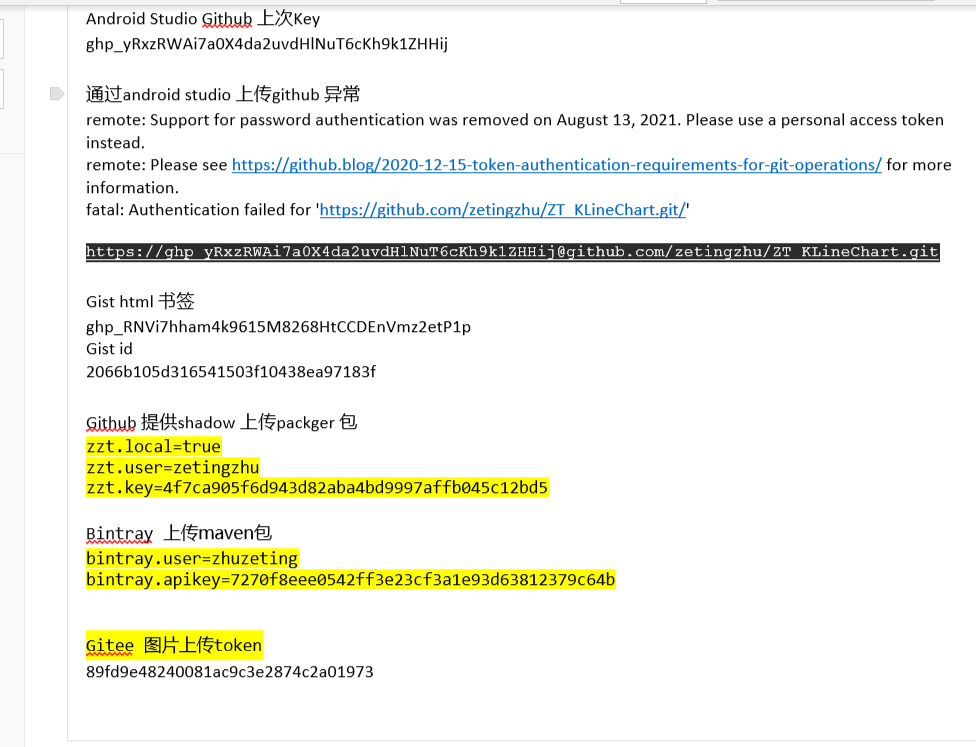 Android Studio Github 上次Key
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
通过android studio 上传github 异常
remote: Support for password authentication was removed on August 13, 2021. Please use a personal access token
instead.
remote: Please see https://github.blog/2020-12-15-token-authentication-requirements-for-git-operations/ for more
information.
fatal: Authentication failed for 'https://github.com/zetingzhu/ZT_KLineChart.git/'
https://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@github.com/zetingzhu/ZT_KLineChart.git
Gist html 书签
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
Gist id
2066b105d316541503f10438ea97183f
Github 提供shadow 上传packger 包
zzt.local=true
zzt.user=zetingzhu
zzt.key=4f7ca905f6d943d82aba4bd9997affb045c12bd5
Bintray 上传maven包
bintray.user=zhuzeting
bintray.apikey=7270f8eee0542ff3e23cf3a1e93d63812379c64b
Gitee 图片上传token
89fd9e48240081ac9c3e2874c2a01973